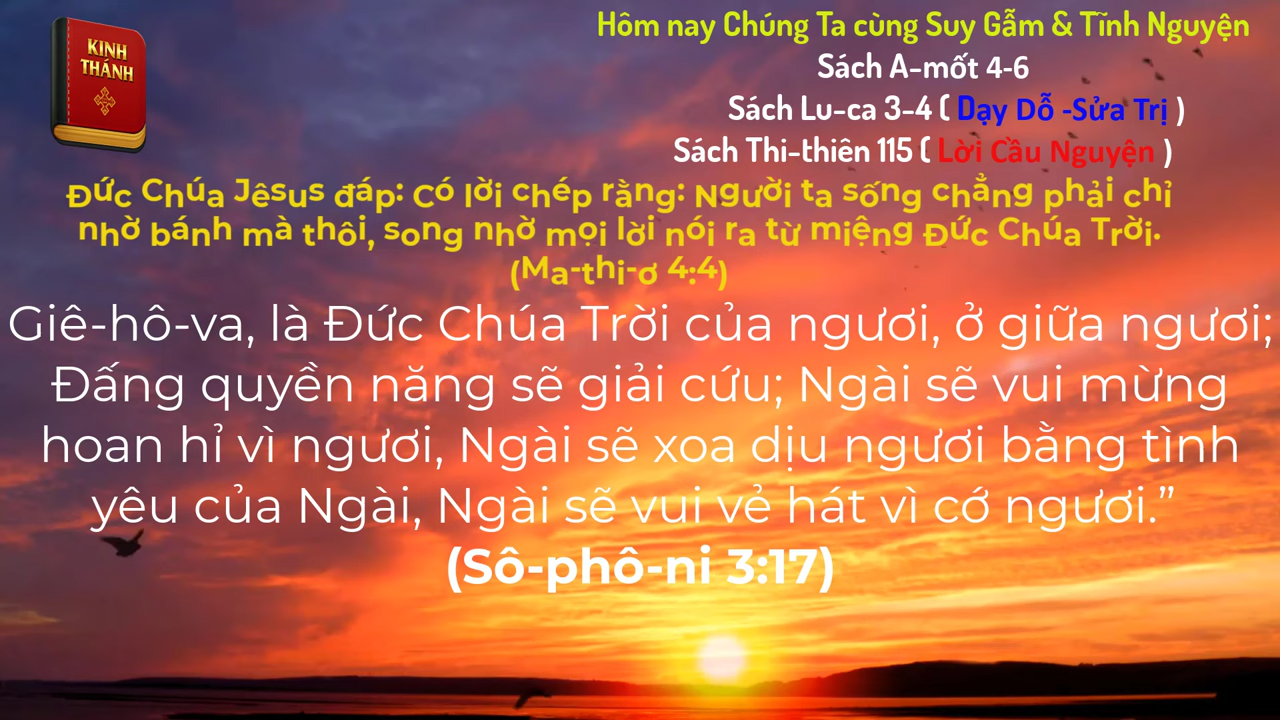 KINH
THÁNH
Hôm nay Chúng Ta cùng Suy Gẫm & Tĩnh Nguyện
Sách A-mốt 4-6
Sách Lu-ca 3-4 ( Dạy Dỗ -Sửa Trị )
Sách Thi-thiên 115 ( Lời Cầu Nguyện )
Đức Chúa Jêsus đáp: Có lời chép rằng: Người ta sống chẳng phải chỉ
nhờ bánh mà thôi, song nhờ mọi lời nói ra từ miệng Đức Chúa Trời.
(Ma-thi-ơ 4:4)
Giê-hô-va, là Đức Chúa Trời của ngươi, ở giữa ngươi;
Đấng quyền năng sẽ giải cứu; Ngài sẽ vui mừng
hoan hỉ vì ngươi, Ngài sẽ xoa dịu ngươi bằng tình
yêu của Ngài, Ngài sẽ vui vẻ hát vì cớ ngươi.”
(Sô-phô-ni 3:17)